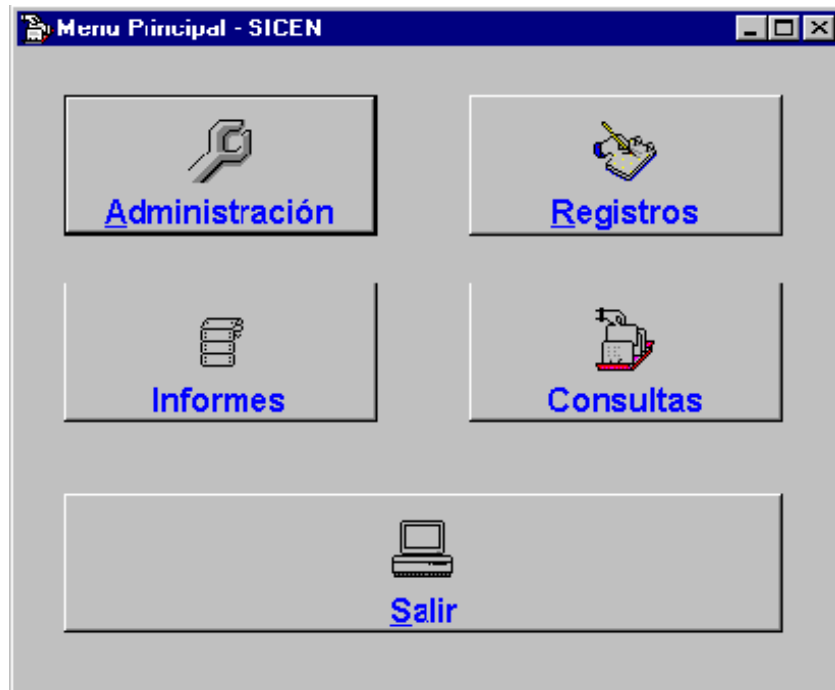 Menu Principal - SICEN
Administración
Registros
Informes
Consultas
Salir